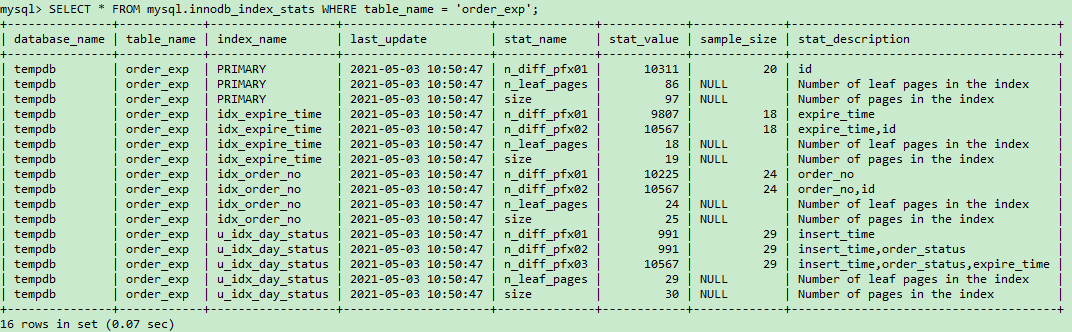 mysql> SELECT * FROM mysql.innodb_index_stats WHERE table_name = 'order_exp';
+---------------+------------+------------------+---------------------+--------------+------------+-------------+-----------------------------------------+
| database_name | table_name | index_name | last_update | stat_name | stat_value | sample_size | stat_description |
+---------------+------------+------------------+---------------------+--------------+------------+-------------+-----------------------------------------+
| tempdb | order_exp | PRIMARY | 2021-05-03 10:50:47 | n_diff_pfx01 | 10311 | 20 | id |
| tempdb | order_exp | PRIMARY | 2021-05-03 10:50:47 | n_leaf_pages | 86 | NULL | Number of leaf pages in the index |
| tempdb | order_exp | PRIMARY | 2021-05-03 10:50:47 | size | 97 | NULL | Number of pages in the index |
| tempdb | order_exp | idx_expire_time | 2021-05-03 10:50:47 | n_diff_pfx01 | 9807 | 18 | expire_time |
| tempdb | order_exp | idx_expire_time | 2021-05-03 10:50:47 | n_diff_pfx02 | 10567 | 18 | expire_time,id |
| tempdb | order_exp | idx_expire_time | 2021-05-03 10:50:47 | n_leaf_pages | 18 | NULL | Number of leaf pages in the index |
| tempdb | order_exp | idx_expire_time | 2021-05-03 10:50:47 | size | 19 | NULL | Number of pages in the index |
| tempdb | order_exp | idx_order_no | 2021-05-03 10:50:47 | n_diff_pfx01 | 10225 | 24 | order_no |
| tempdb | order_exp | idx_order_no | 2021-05-03 10:50:47 | n_diff_pfx02 | 10567 | 24 | order_no,id |
| tempdb | order_exp | idx_order_no | 2021-05-03 10:50:47 | n_leaf_pages | 24 | NULL | Number of leaf pages in the index |
| tempdb | order_exp | idx_order_no | 2021-05-03 10:50:47 | size | 25 | NULL | Number of pages in the index |
| tempdb | order_exp | u_idx_day_status | 2021-05-03 10:50:47 | n_diff_pfx01 | 991 | 29 | insert_time |
| tempdb | order_exp | u_idx_day_status | 2021-05-03 10:50:47 | n_diff_pfx02 | 991 | 29 | insert_time,order_status |
| tempdb | order_exp | u_idx_day_status | 2021-05-03 10:50:47 | n_diff_pfx03 | 10567 | 29 | insert_time,order_status,expire_time |
| tempdb | order_exp | u_idx_day_status | 2021-05-03 10:50:47 | n_leaf_pages | 29 | NULL | Number of leaf pages in the index |
| tempdb | order_exp | u_idx_day_status | 2021-05-03 10:50:47 | size | 30 | NULL | Number of pages in the index |
+---------------+------------+------------------+---------------------+--------------+------------+-------------+-----------------------------------------+
16 rows in set (0.07 sec)